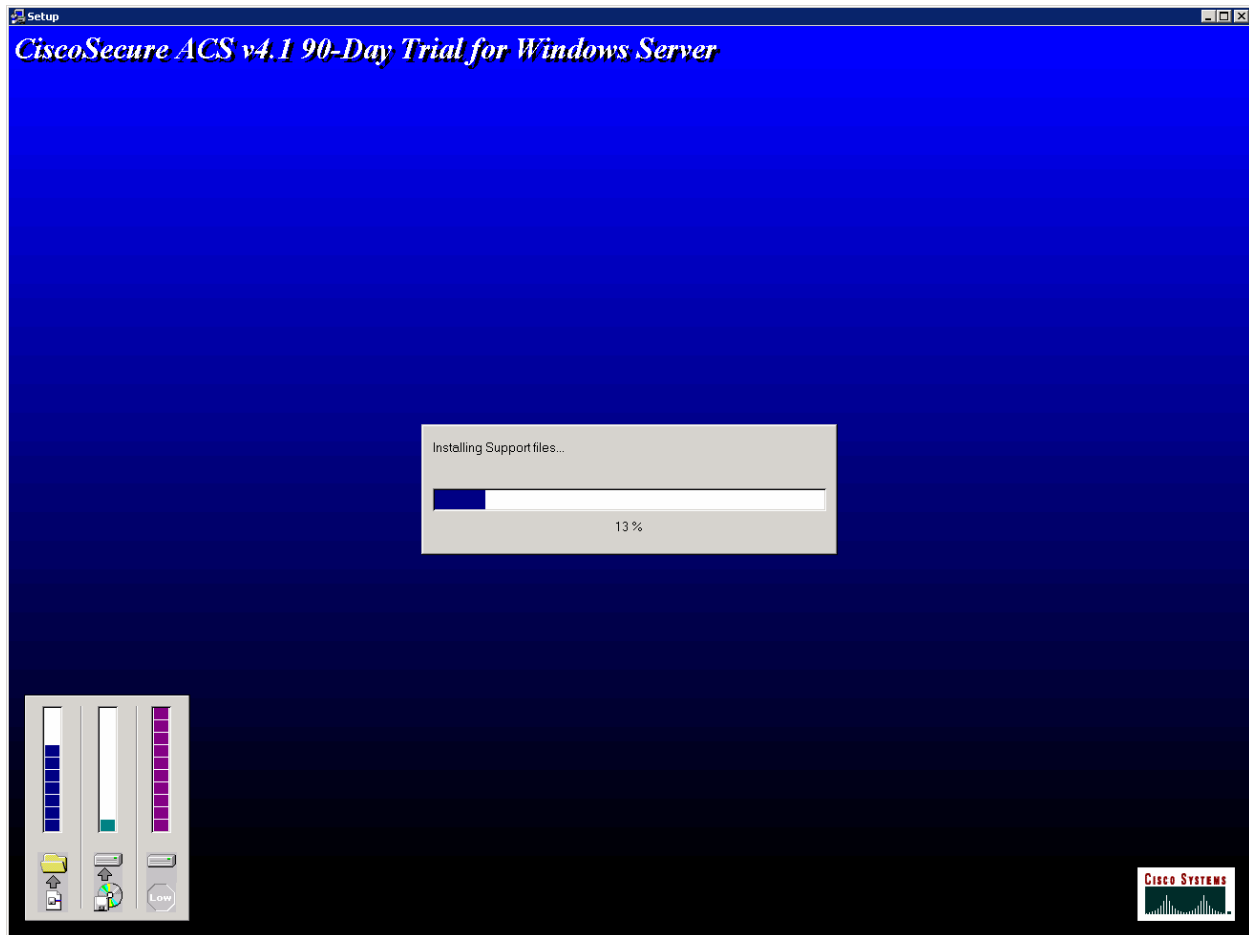 Setup
CiscoSecure ACS v4.1 90-Day Trial for Windows Server
Installing Support files...
13 %
Low
CISCO SYSTEMS